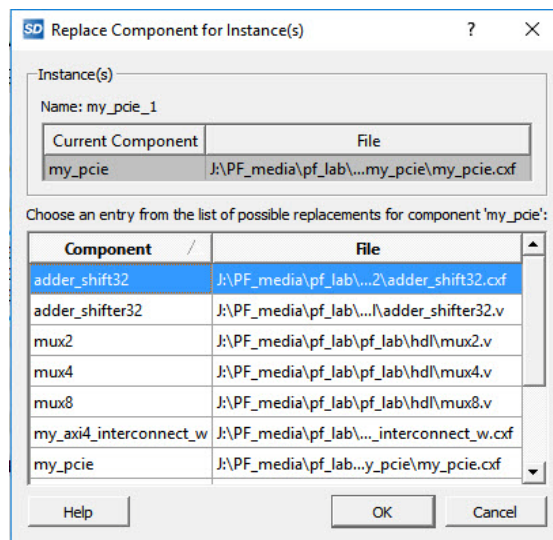 SD Replace Component for Instance(s) ? ×
Instance(s)
Name: my_pcie_1
Current Component File
my_pcie J:\PF_media\pf_lab\...my_pcie\my_pcie.cxf
Choose an entry from the list of possible replacements for component 'my_pcie':
Component File
adder_shift32 J:\PF_media\pf_lab\...2\adder_shift32.cxf
adder_shifter32 J:\PF_media\pf_lab\...l\adder_shifter32.v
mux2 J:\PF_media\pf_lab\pf_lab\hdl\mux2.v
mux4 J:\PF_media\pf_lab\pf_lab\hdl\mux4.v
mux8 J:\PF_media\pf_lab\pf_lab\hdl\mux8.v
my_axi4_interconnect_w J:\PF_media\pf_lab\..._interconnect_w.cxf
my_pcie J:\PF_media\pf_lab...y_pcie\my_pcie.cxf
Help OK Cancel